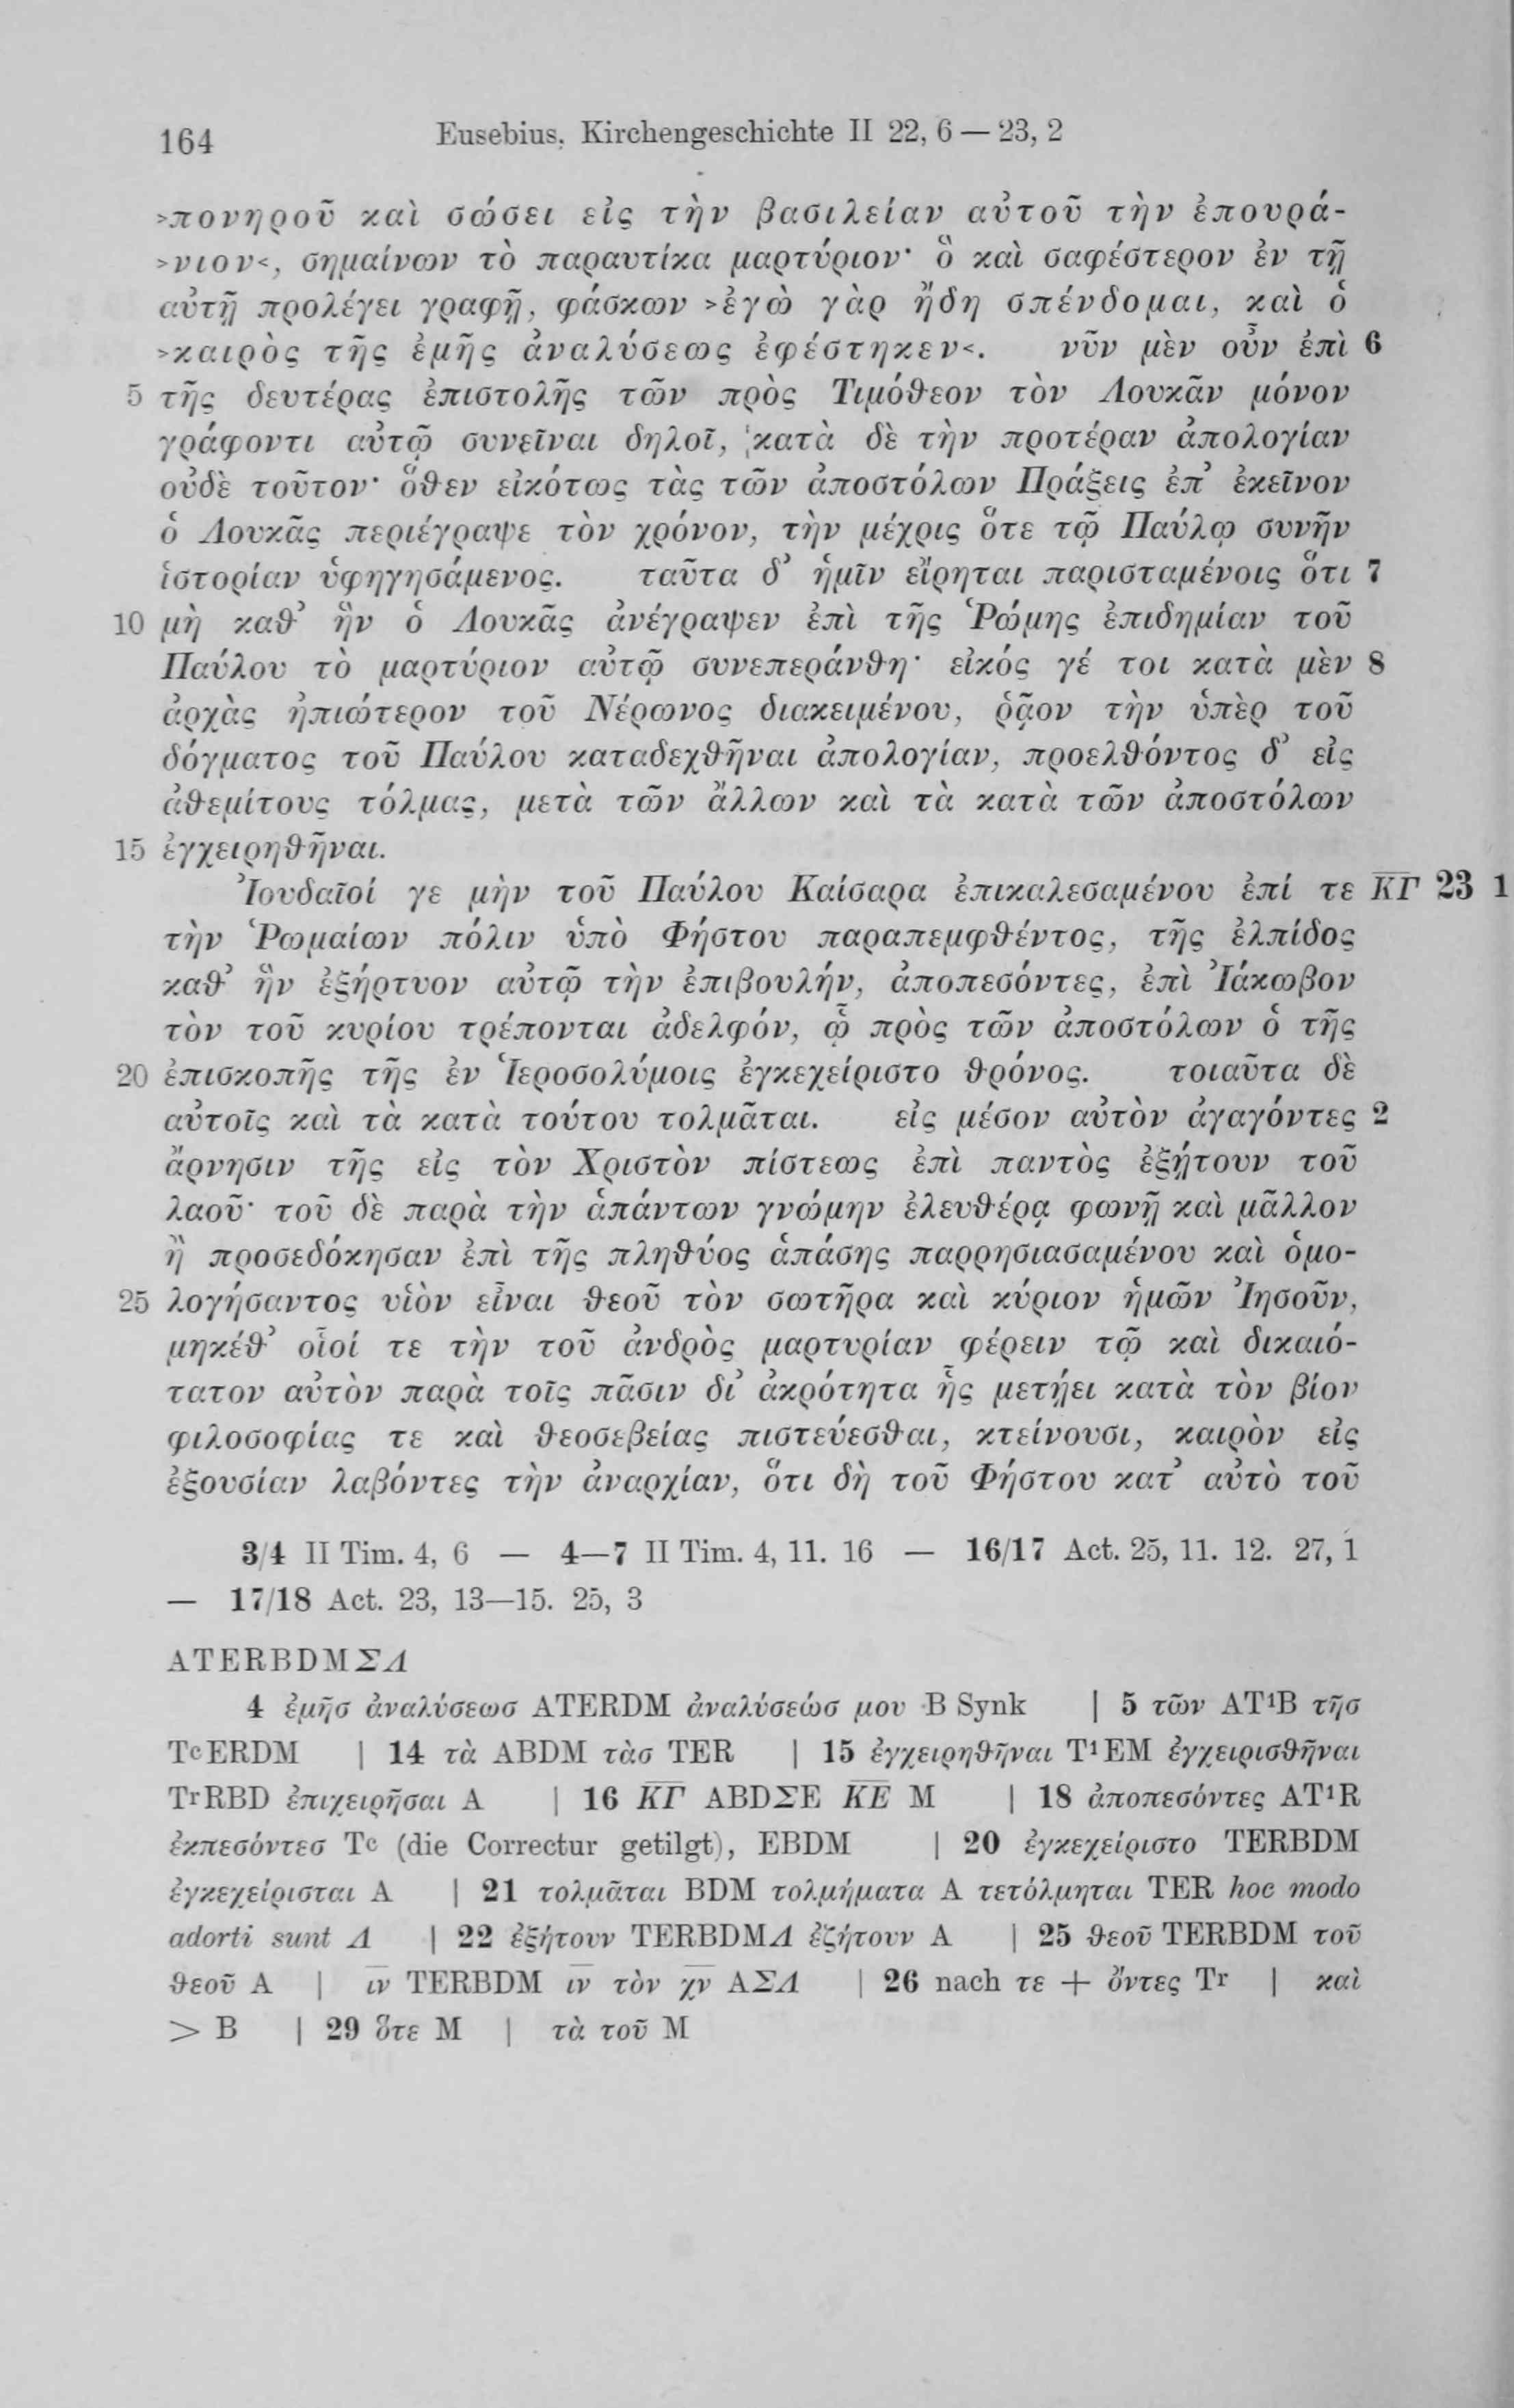 164 Eusebius, Kirchengeschichte II 22, 6 — 23, 2
>πονηροῦ καὶ σώσει εἰς τὴν βασιλείαν αὐτοῦ τὴν ἐπουρά-
>νιον<, σημαίνων τὸ παραυτίκα μαρτύριον· ὃ καὶ σαφέστερον ἐν τῇ
αὐτῇ προλέγει γραφῇ, φάσκων >ἐγὼ γὰρ ἤδη σπένδομαι, καὶ ὁ
>καιρὸς τῆς ἐμῆς ἀναλύσεως ἐφέστηκεν<. νῦν μὲν οὖν ἐπὶ 6
5 τῆς δευτέρας ἐπιστολῆς τῶν πρὸς Τιμόθεον τὸν Λουκᾶν μόνον
γράφοντι αὐτῷ συνεῖναι δηλοῖ, κατὰ δὲ τὴν προτέραν ἀπολογίαν
οὐδὲ τοῦτον· ὅθεν εἰκότως τὰς τῶν ἀποστόλων Πράξεις ἐπ' ἐκεῖνον
ὁ Λουκᾶς περιέγραψε τὸν χρόνον, τὴν μέχρις ὅτε τῷ Παύλῳ συνῆν
ἱστορίαν ὑφηγησάμενος. ταῦτα δ' ἡμῖν εἴρηται παρισταμένοις ὅτι 7
10 μὴ καθ' ἣν ὁ Λουκᾶς ἀνέγραψεν ἐπὶ τῆς Ῥώμης ἐπιδημίαν τοῦ
Παύλου τὸ μαρτύριον αὐτῷ συνεπεράνθη· εἰκός γέ τοι κατὰ μὲν 8
ἀρχὰς ἠπιώτερον τοῦ Νέρωνος διακειμένου, ῥᾷον τὴν ὑπὲρ τοῦ
δόγματος τοῦ Παύλου καταδεχθῆναι ἀπολογίαν, προελθόντος δ' εἰς
ἀθεμίτους τόλμας, μετὰ τῶν ἄλλων καὶ τὰ κατὰ τῶν ἀποστόλων
15 ἐγχειρηθῆναι.
Ἰουδαῖοί γε μὴν τοῦ Παύλου Καίσαρα ἐπικαλεσαμένου ἐπί τε Κ̅Γ̅ 23 1
τὴν Ῥωμαίων πόλιν ὑπὸ Φήστου παραπεμφθέντος, τῆς ἐλπίδος
καθ' ἣν ἐξήρτυον αὐτῷ τὴν ἐπιβουλήν, ἀποπεσόντες, ἐπὶ Ἰάκωβον
τὸν τοῦ κυρίου τρέπονται ἀδελφόν, ᾧ πρὸς τῶν ἀποστόλων ὁ τῆς
20 ἐπισκοπῆς τῆς ἐν Ἱεροσολύμοις ἐγκεχείριστο θρόνος. τοιαῦτα δὲ
αὐτοῖς καὶ τὰ κατὰ τούτου τολμᾶται. εἰς μέσον αὐτὸν ἀγαγόντες 2
ἄρνησιν τῆς εἰς τὸν Χριστὸν πίστεως ἐπὶ παντὸς ἐξῄτουν τοῦ
λαοῦ· τοῦ δὲ παρὰ τὴν ἁπάντων γνώμην ἐλευθέρᾳ φωνῇ καὶ μᾶλλον
ἢ προσεδόκησαν ἐπὶ τῆς πληθύος ἁπάσης παρρησιασαμένου καὶ ὁμο-
25 λογήσαντος υἱὸν εἶναι θεοῦ τὸν σωτῆρα καὶ κύριον ἡμῶν Ἰησοῦν,
μηκέθ' οἷοί τε τὴν τοῦ ἀνδρὸς μαρτυρίαν φέρειν τῷ καὶ δικαιό-
τατον αὐτὸν παρὰ τοῖς πᾶσιν δι' ἀκρότητα ἧς μετῄει κατὰ τὸν βίον
φιλοσοφίας τε καὶ θεοσεβείας πιστεύεσθαι, κτείνουσι, καιρὸν εἰς
ἐξουσίαν λαβόντες τὴν ἀναρχίαν, ὅτι δὴ τοῦ Φήστου κατ' αὐτὸ τοῦ
3/4 II Tim. 4, 6 — 4—7 II Tim. 4, 11. 16 — 16/17 Act. 25, 11. 12. 27, 1
— 17/18 Act. 23, 13—15. 25, 3
ATERBDMΣΛ
4 ἐμῆσ ἀναλύσεωσ ATERDM ἀναλύσεώσ μου B Synk | 5 τῶν AT¹B τῆσ
TᶜERDM | 14 τὰ ABDM τὰσ TER | 15 ἐγχειρηθῆναι T¹EM ἐγχειρισθῆναι
TʳRBD ἐπιχειρῆσαι A | 16 Κ̅Γ̅ ABDΣE Κ̅Ε̅ M | 18 ἀποπεσόντες AT¹R
ἐκπεσόντεσ Tᶜ (die Correctur getilgt), EBDM | 20 ἐγκεχείριστο TERBDM
ἐγκεχείρισται A | 21 τολμᾶται BDM τολμήματα A τετόλμηται TER hoc modo
adorti sunt Λ | 22 ἐξῄτουν TERBDMΛ ἐζήτουν A | 25 θεοῦ TERBDM τοῦ
θεοῦ A | ι̅ν̅ TERBDM ι̅ν̅ τὸν χ̅ν̅ AΣΛ | 26 nach τε + ὄντες Tʳ | καὶ
> B | 29 ὅτε M | τὰ τοῦ M